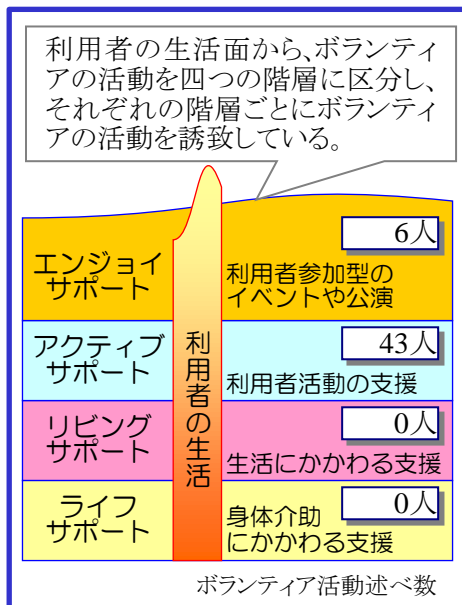 利用者の生活面から、ボランティ
アの活動を四つの階層に区分し、
それぞれの階層ごとにボランティ
アの活動を誘致している。
エンジョイ
サポート
6人
利用者参加型の
イベントや公演
アクティブ
サポート
43人
利用者活動の支援
リビング
サポート
0人
生活にかかわる支援
ライフ
サポート
0人
身体介助
にかかわる支援
利用者の生活
ボランティア活動述べ数